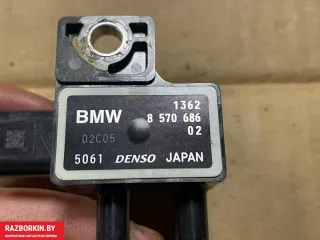 1362
BMW 8 570 686
02C05 02
5061 DENSO JAPAN
RAZBORKIN.BY